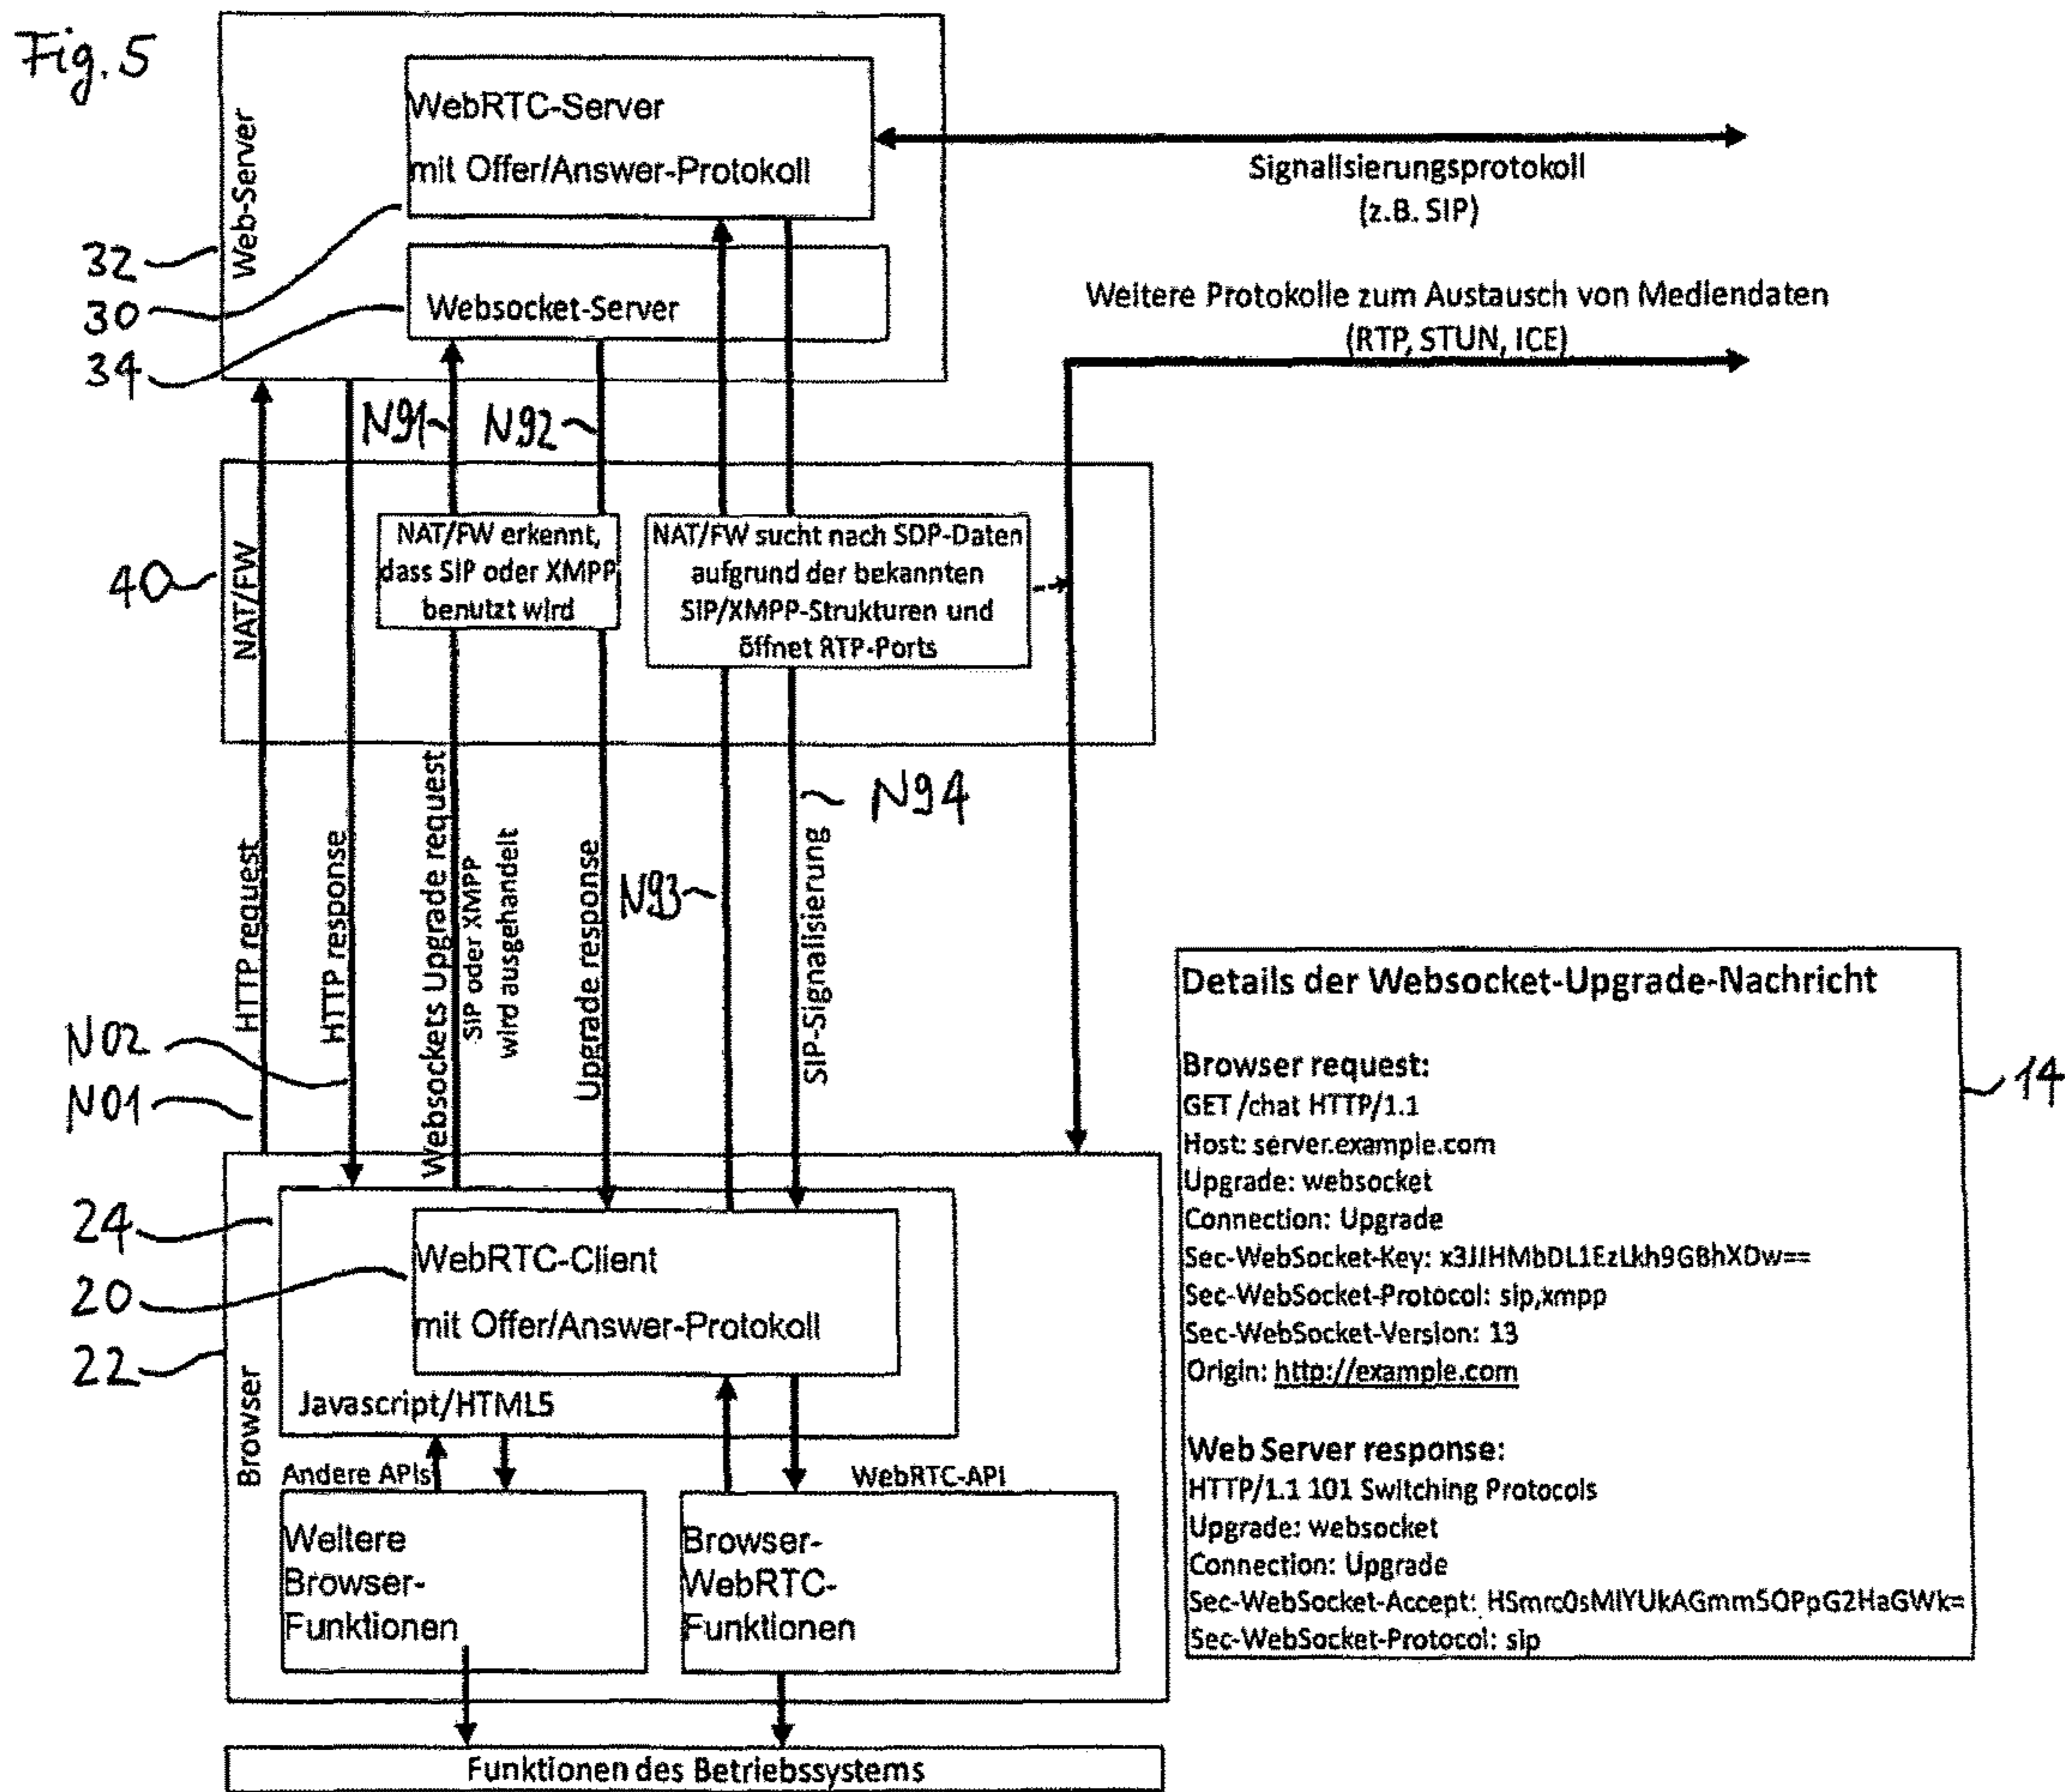 Fig. 5
Web-Server
WebRTC-Server
mit Offer/Answer-Protokoll
Websocket-Server
32
30
34
Signalisierungsprotokoll
(z.B. SIP)
Weitere Protokolle zum Austausch von Mediendaten
(RTP, STUN, ICE)
N91
N92
40
NAT/FW
NAT/FW erkennt,
dass SIP oder XMPP
benutzt wird
NAT/FW sucht nach SDP-Daten
aufgrund der bekannten
SIP/XMPP-Strukturen und
öffnet RTP-Ports
HTTP request
HTTP response
Websockets Upgrade request
SIP oder XMPP
wird ausgehandelt
Upgrade response
N93
SIP-Signalisierung
N94
N02
N01
24
20
22
Browser
WebRTC-Client
mit Offer/Answer-Protokoll
Javascript/HTML5
Andere APIs
WebRTC-API
Weitere
Browser-
Funktionen
Browser-
WebRTC-
Funktionen
Funktionen des Betriebssystems
14
Details der Websocket-Upgrade-Nachricht
Browser request:
GET /chat HTTP/1.1
Host: server.example.com
Upgrade: websocket
Connection: Upgrade
Sec-WebSocket-Key: x3JJHMbDL1EzLkh9GBhXDw==
Sec-WebSocket-Protocol: sip,xmpp
Sec-WebSocket-Version: 13
Origin: http://example.com
Web Server response:
HTTP/1.1 101 Switching Protocols
Upgrade: websocket
Connection: Upgrade
Sec-WebSocket-Accept: HSmrc0sMlYUkAGmm5OPpG2HaGWk=
Sec-WebSocket-Protocol: sip